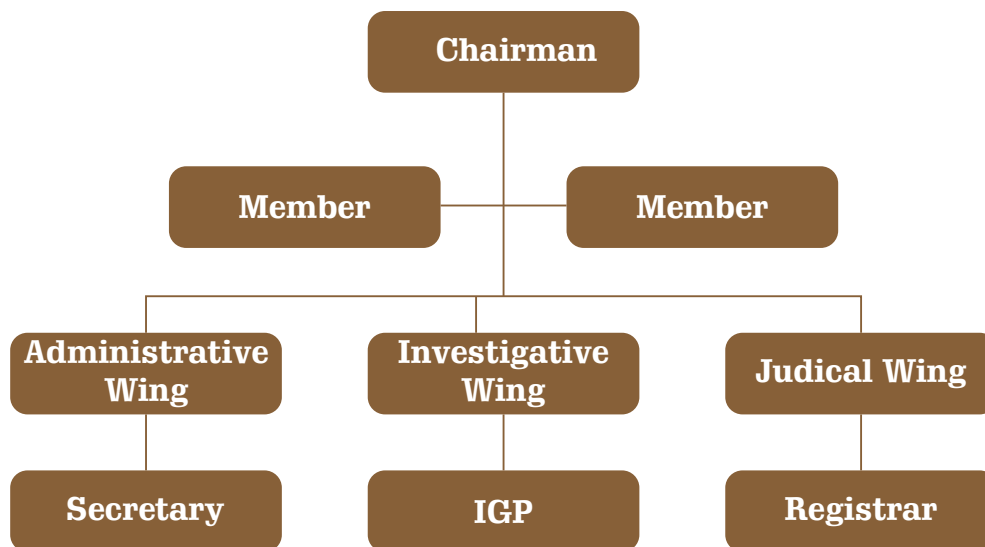 Chairman
Member
Member
Administrative
Wing
Investigative
Wing
Judical Wing
Secretary
IGP
Registrar